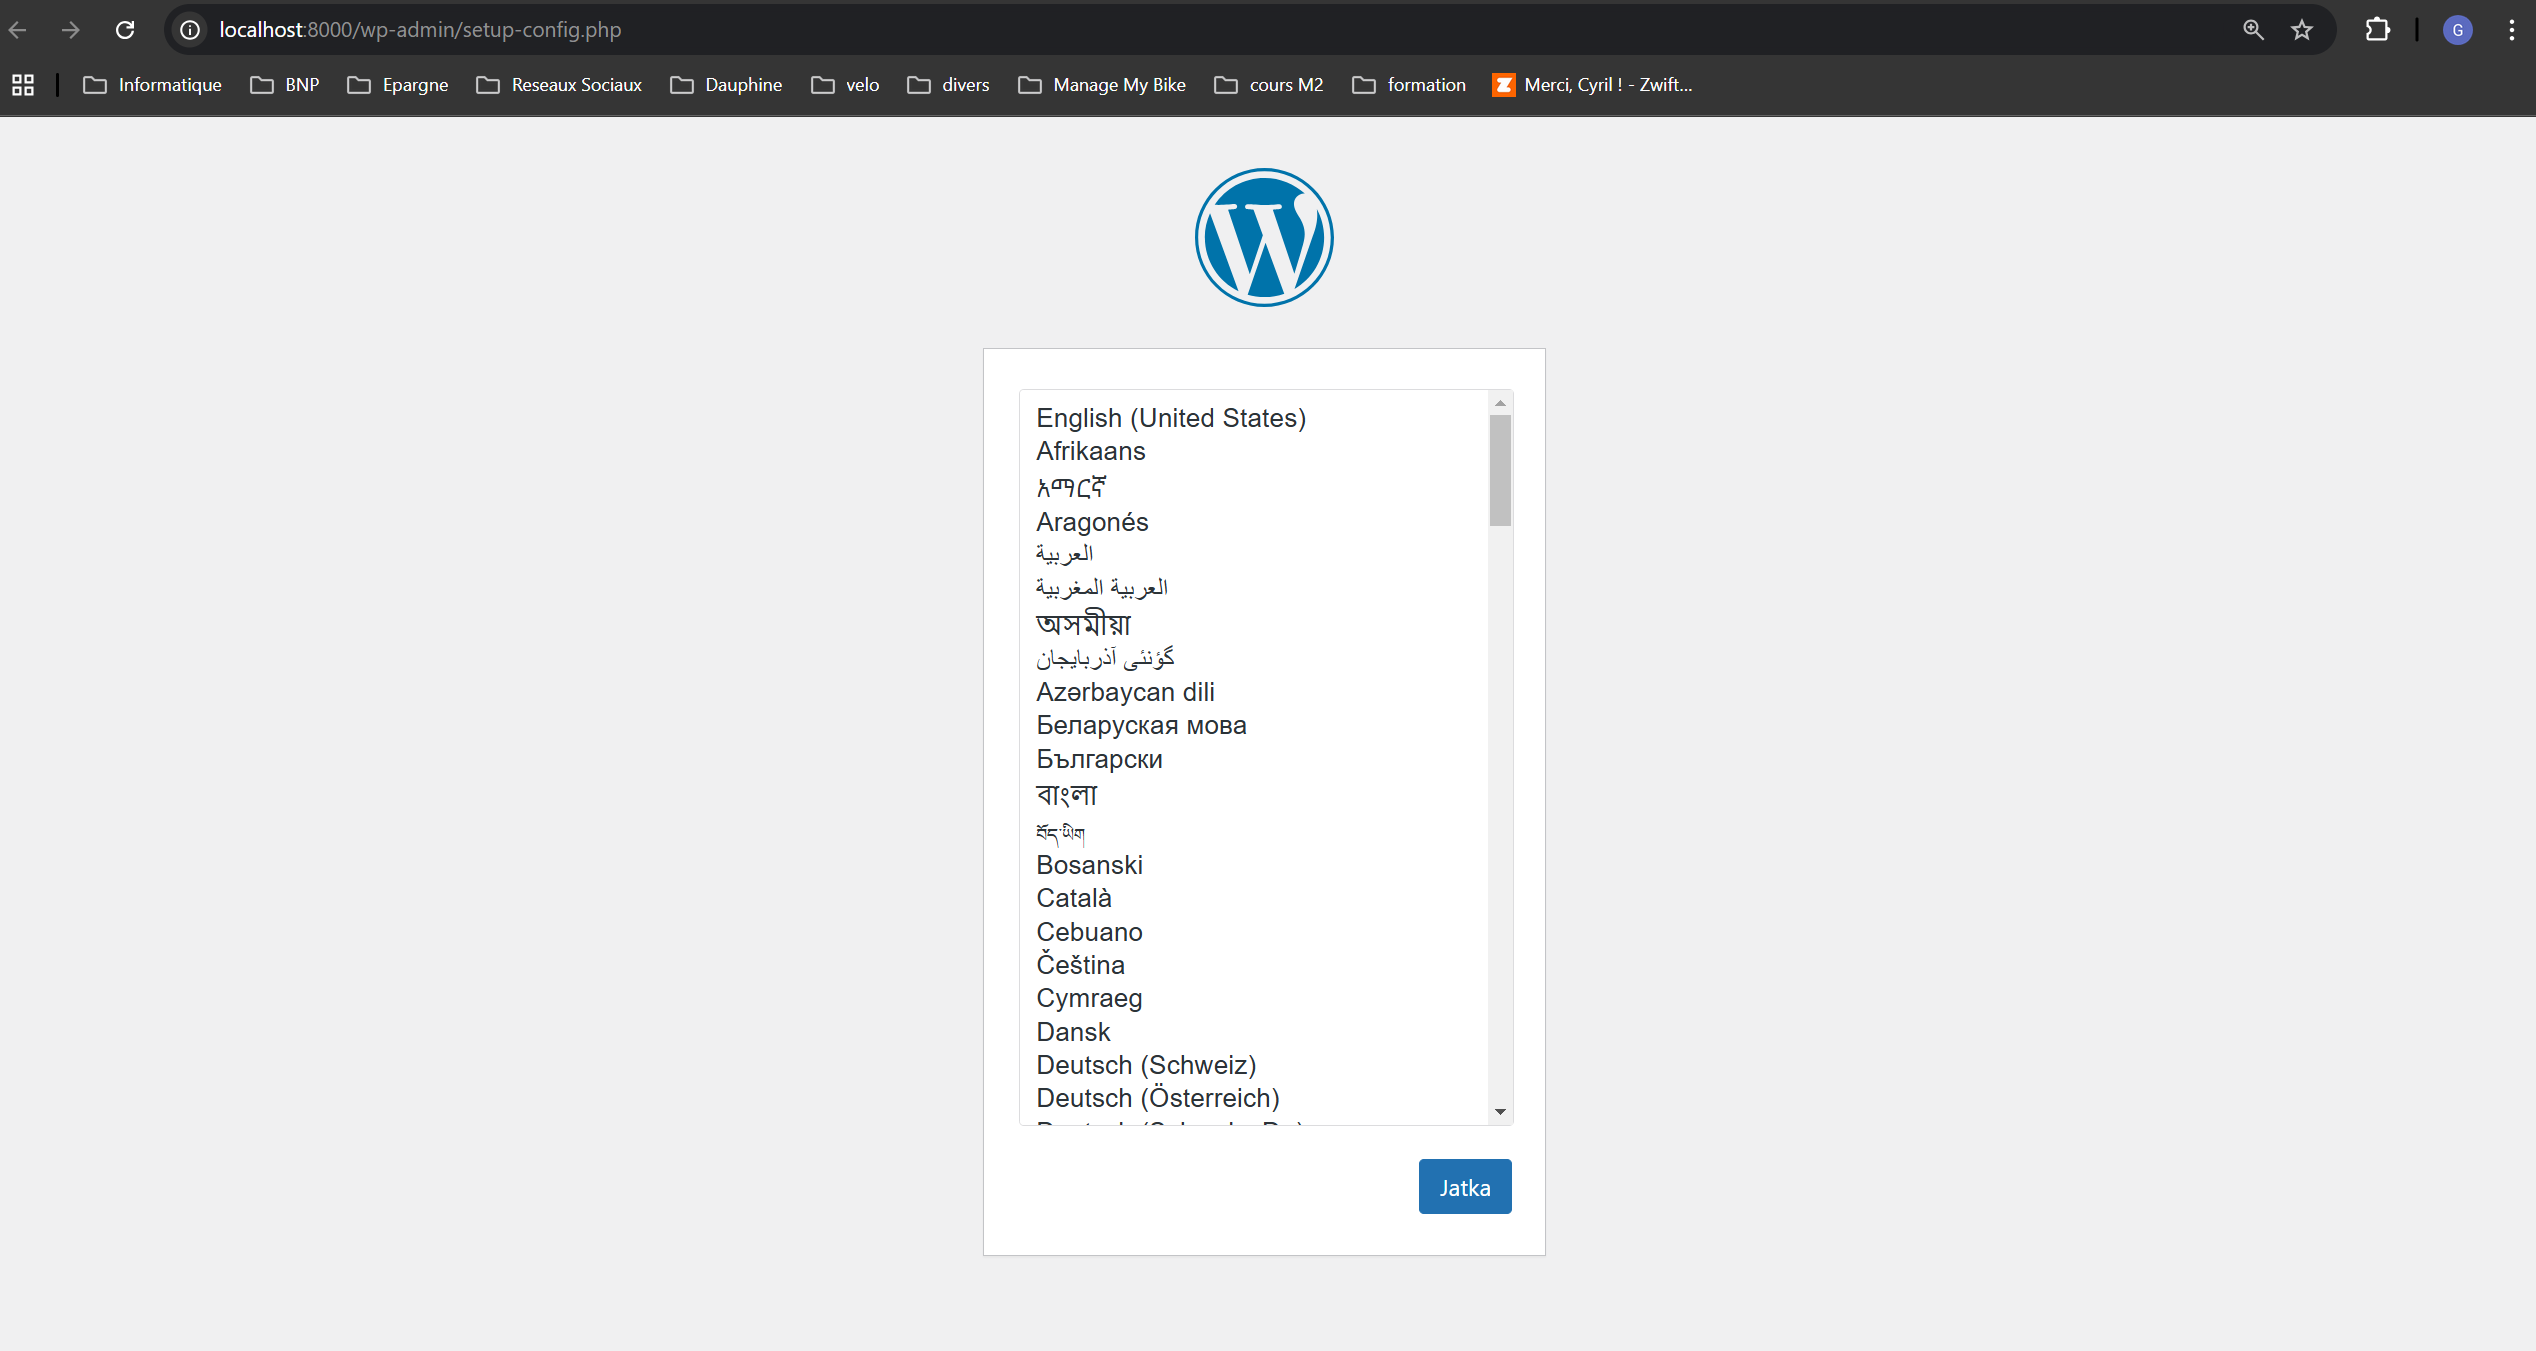 localhost:8000/wp-admin/setup-config.php
G
Informatique BNP Epargne Reseaux Sociaux Dauphine velo divers Manage My Bike cours M2 formation Merci, Cyril ! - Zwift...
English (United States)
Afrikaans
አማርኛ
Aragonés
العربية
العربية المغربية
অসমীয়া
گؤنئی آذربایجان
Azərbaycan dili
Беларуская мова
Български
বাংলা
བོད་ཡིག
Bosanski
Català
Cebuano
Čeština
Cymraeg
Dansk
Deutsch (Schweiz)
Deutsch (Österreich)
Jatka